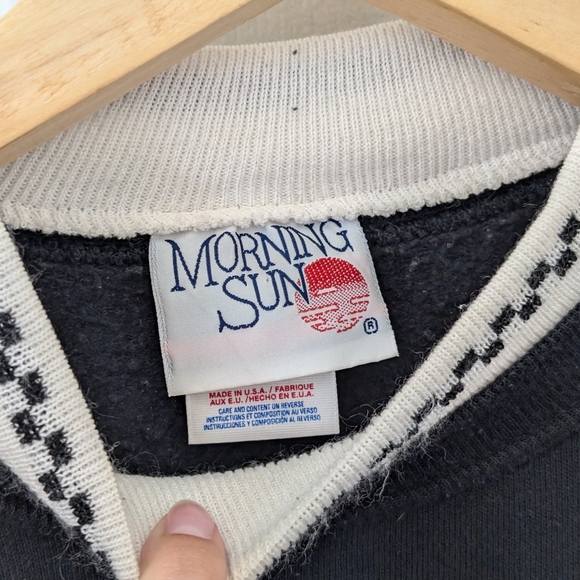 MORNING
SUN
®
MADE IN U.S.A. / FABRIQUE
AUX E.U. / HECHO EN E.U.A.
CARE AND CONTENT ON REVERSE
INSTRUCTIONS ET COMPOSITION AU VERSO
INSTRUCCIONES Y COMPOSICIÓN AL REVERSO